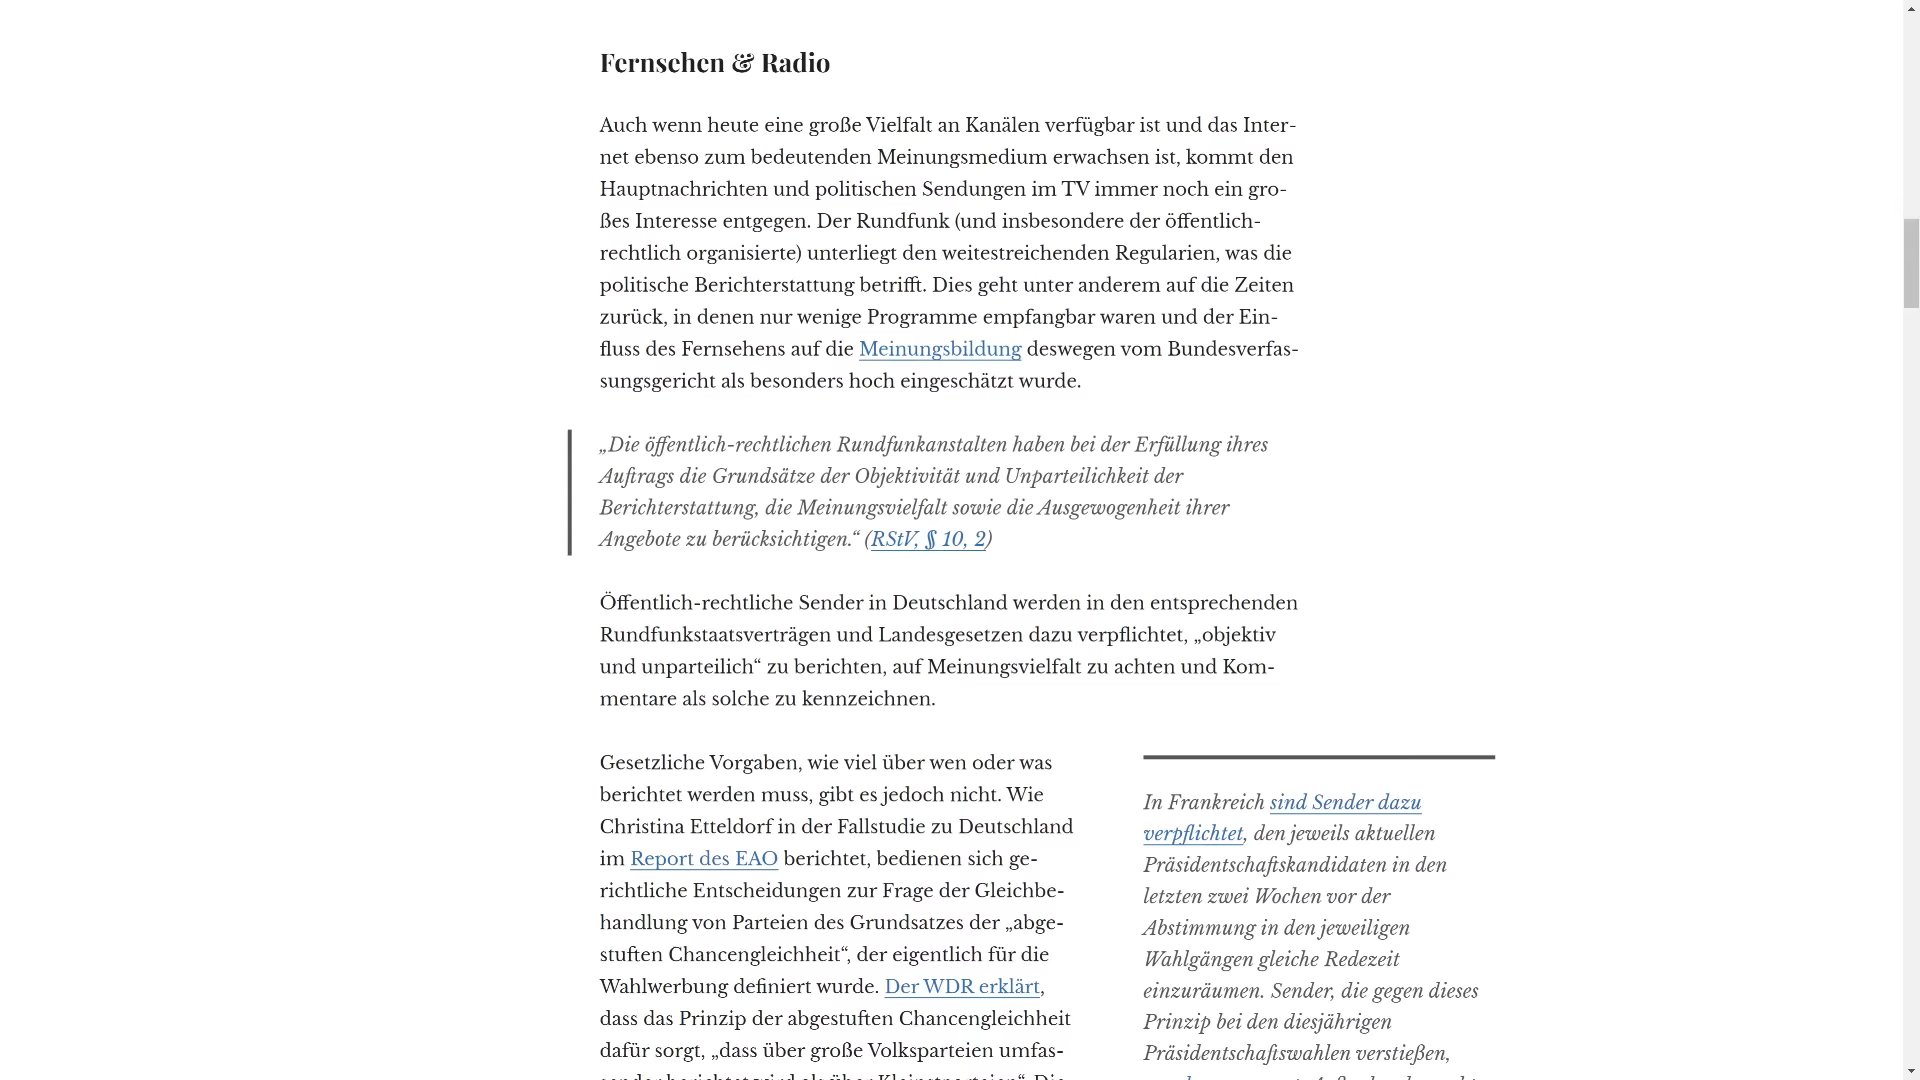 Fernsehen & Radio
Auch wenn heute eine große Vielfalt an Kanälen verfügbar ist und das Inter-
net ebenso zum bedeutenden Meinungsmedium erwachsen ist, kommt den
Hauptnachrichten und politischen Sendungen im TV immer noch ein gro-
ßes Interesse entgegen. Der Rundfunk (und insbesondere der öffentlich-
rechtlich organisierte) unterliegt den weitestreichenden Regularien, was die
politische Berichterstattung betrifft. Dies geht unter anderem auf die Zeiten
zurück, in denen nur wenige Programme empfangbar waren und der Ein-
fluss des Fernsehens auf die Meinungsbildung deswegen vom Bundesverfas-
sungsgericht als besonders hoch eingeschätzt wurde.
„Die öffentlich-rechtlichen Rundfunkanstalten haben bei der Erfüllung ihres
Auftrags die Grundsätze der Objektivität und Unparteilichkeit der
Berichterstattung, die Meinungsvielfalt sowie die Ausgewogenheit ihrer
Angebote zu berücksichtigen.“ (RStV, § 10, 2)
Öffentlich-rechtliche Sender in Deutschland werden in den entsprechenden
Rundfunkstaatsverträgen und Landesgesetzen dazu verpflichtet, „objektiv
und unparteilich“ zu berichten, auf Meinungsvielfalt zu achten und Kom-
mentare als solche zu kennzeichnen.
Gesetzliche Vorgaben, wie viel über wen oder was
berichtet werden muss, gibt es jedoch nicht. Wie
Christina Etteldorf in der Fallstudie zu Deutschland
im Report des EAO berichtet, bedienen sich ge-
richtliche Entscheidungen zur Frage der Gleichbe-
handlung von Parteien des Grundsatzes der „abge-
stuften Chancengleichheit“, der eigentlich für die
Wahlwerbung definiert wurde. Der WDR erklärt,
dass das Prinzip der abgestuften Chancengleichheit
dafür sorgt, „dass über große Volksparteien umfas-
In Frankreich sind Sender dazu
verpflichtet, den jeweils aktuellen
Präsidentschaftskandidaten in den
letzten zwei Wochen vor der
Abstimmung in den jeweiligen
Wahlgängen gleiche Redezeit
einzuräumen. Sender, die gegen dieses
Prinzip bei den diesjährigen
Präsidentschaftswahlen verstießen,